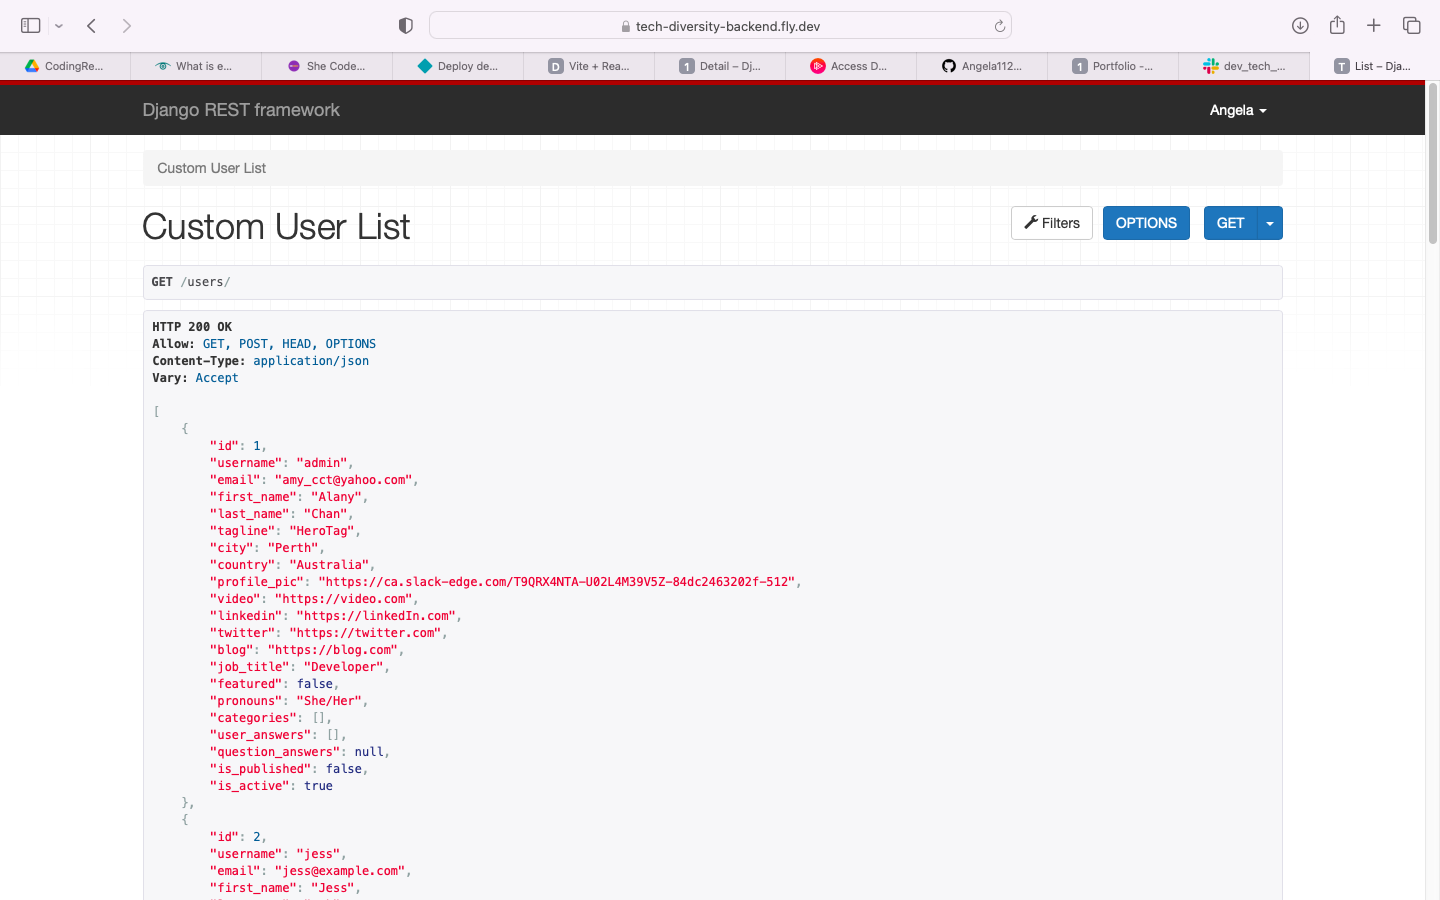 tech-diversity-backend.fly.dev
CodingRe...
What is e...
She Code...
Deploy de...
D Vite + Rea...
1 Detail – Dj...
Access D...
Angela112...
1 Portfolio -...
dev_tech_...
T List – Dja...
Django REST framework
Angela
Custom User List
Custom User List
Filters
OPTIONS
GET
GET /users/
HTTP 200 OK
Allow: GET, POST, HEAD, OPTIONS
Content-Type: application/json
Vary: Accept
[
{
"id": 1,
"username": "admin",
"email": "amy_cct@yahoo.com",
"first_name": "Alany",
"last_name": "Chan",
"tagline": "HeroTag",
"city": "Perth",
"country": "Australia",
"profile_pic": "https://ca.slack-edge.com/T9QRX4NTA-U02L4M39V5Z-84dc2463202f-512",
"video": "https://video.com",
"linkedin": "https://linkedIn.com",
"twitter": "https://twitter.com",
"blog": "https://blog.com",
"job_title": "Developer",
"featured": false,
"pronouns": "She/Her",
"categories": [],
"user_answers": [],
"question_answers": null,
"is_published": false,
"is_active": true
},
{
"id": 2,
"username": "jess",
"email": "jess@example.com",
"first_name": "Jess",